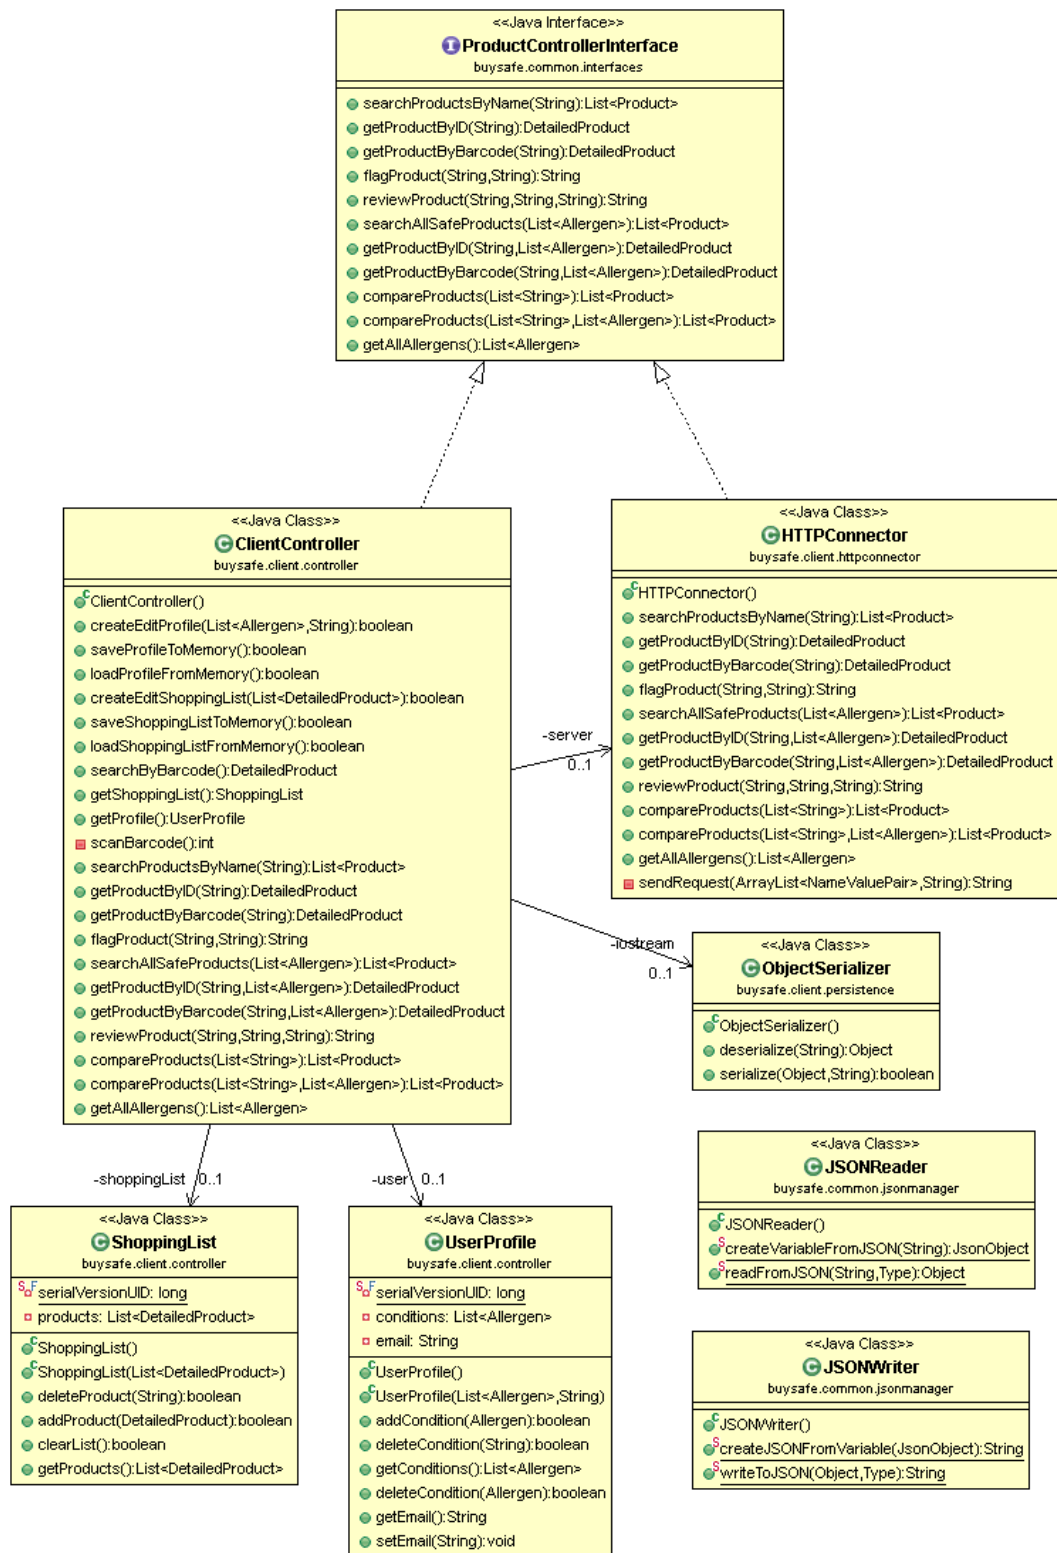 <<Java Interface>>
ProductControllerInterface
buysafe.common.interfaces
searchProductsByName(String):List<Product>
getProductByID(String):DetailedProduct
getProductByBarcode(String):DetailedProduct
flagProduct(String,String):String
reviewProduct(String,String,String):String
searchAllSafeProducts(List<Allergen>):List<Product>
getProductByID(String,List<Allergen>):DetailedProduct
getProductByBarcode(String,List<Allergen>):DetailedProduct
compareProducts(List<String>):List<Product>
compareProducts(List<String>,List<Allergen>):List<Product>
getAllAllergens():List<Allergen>
<<Java Class>>
ClientController
buysafe.client.controller
ClientController()
createEditProfile(List<Allergen>,String):boolean
saveProfileToMemory():boolean
loadProfileFromMemory():boolean
createEditShoppingList(List<DetailedProduct>):boolean
saveShoppingListToMemory():boolean
loadShoppingListFromMemory():boolean
searchByBarcode():DetailedProduct
getShoppingList():ShoppingList
getProfile():UserProfile
scanBarcode():int
searchProductsByName(String):List<Product>
getProductByID(String):DetailedProduct
getProductByBarcode(String):DetailedProduct
flagProduct(String,String):String
searchAllSafeProducts(List<Allergen>):List<Product>
getProductByID(String,List<Allergen>):DetailedProduct
getProductByBarcode(String,List<Allergen>):DetailedProduct
reviewProduct(String,String,String):String
compareProducts(List<String>):List<Product>
compareProducts(List<String>,List<Allergen>):List<Product>
getAllAllergens():List<Allergen>
<<Java Class>>
HTTPConnector
buysafe.client.httpconnector
HTTPConnector()
searchProductsByName(String):List<Product>
getProductByID(String):DetailedProduct
getProductByBarcode(String):DetailedProduct
flagProduct(String,String):String
searchAllSafeProducts(List<Allergen>):List<Product>
getProductByID(String,List<Allergen>):DetailedProduct
getProductByBarcode(String,List<Allergen>):DetailedProduct
reviewProduct(String,String,String):String
compareProducts(List<String>):List<Product>
compareProducts(List<String>,List<Allergen>):List<Product>
getAllAllergens():List<Allergen>
sendRequest(ArrayList<NameValuePair>,String):String
-server
0..1
-iostream
0..1
<<Java Class>>
ObjectSerializer
buysafe.client.persistence
ObjectSerializer()
deserialize(String):Object
serialize(Object,String):boolean
-shoppingList 0..1
-user 0..1
<<Java Class>>
ShoppingList
buysafe.client.controller
serialVersionUID: long
products: List<DetailedProduct>
ShoppingList()
ShoppingList(List<DetailedProduct>)
deleteProduct(String):boolean
addProduct(DetailedProduct):boolean
clearList():boolean
getProducts():List<DetailedProduct>
<<Java Class>>
UserProfile
buysafe.client.controller
serialVersionUID: long
conditions: List<Allergen>
email: String
UserProfile()
UserProfile(List<Allergen>,String)
addCondition(Allergen):boolean
deleteCondition(String):boolean
getConditions():List<Allergen>
deleteCondition(Allergen):boolean
getEmail():String
setEmail(String):void
<<Java Class>>
JSONReader
buysafe.common.jsonmanager
JSONReader()
createVariableFromJSON(String):JsonObject
readFromJSON(String,Type):Object
<<Java Class>>
JSONWriter
buysafe.common.jsonmanager
JSONWriter()
createJSONFromVariable(JsonObject):String
writeToJSON(Object,Type):String